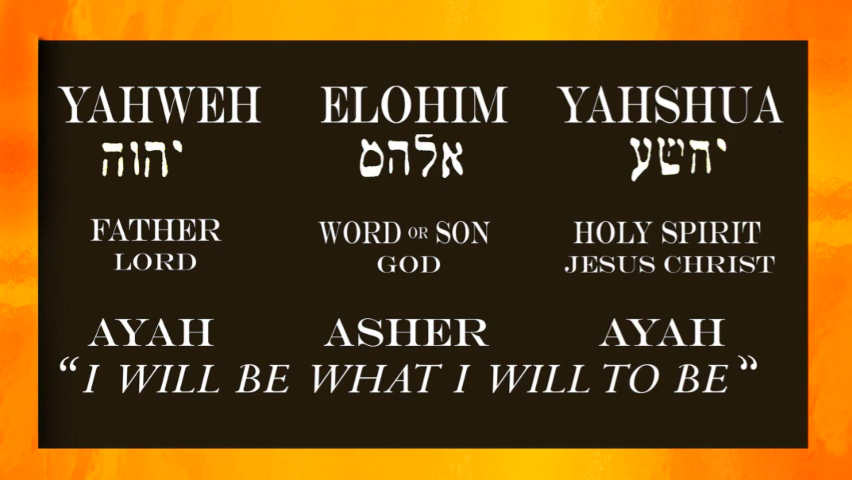 YAHWEH ELOHIM YAHSHUA
יהוה אלהם יהשע
FATHER WORD OR SON HOLY SPIRIT
LORD GOD JESUS CHRIST
AYAH ASHER AYAH
“I WILL BE WHAT I WILL TO BE”